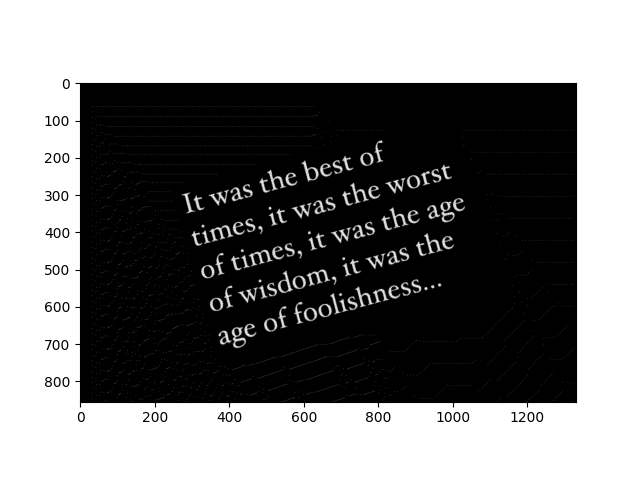 0
100
200
300
400
500
600
700
800
It was the best of
times, it was the worst
of times, it was the age
of wisdom, it was the
age of foolishness...
0 200 400 600 800 1000 1200